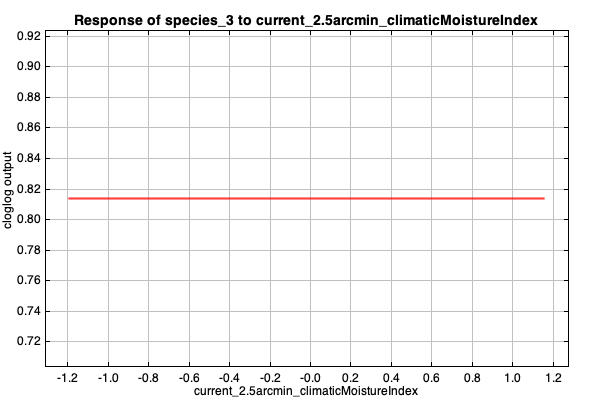 Response of species_3 to current_2.5arcmin_climaticMoistureIndex
cloglog output
0.92
0.90
0.88
0.86
0.84
0.82
0.80
0.78
0.76
0.74
0.72
-1.2 -1.0 -0.8 -0.6 -0.4 -0.2 -0.0 0.2 0.4 0.6 0.8 1.0 1.2
current_2.5arcmin_climaticMoistureIndex